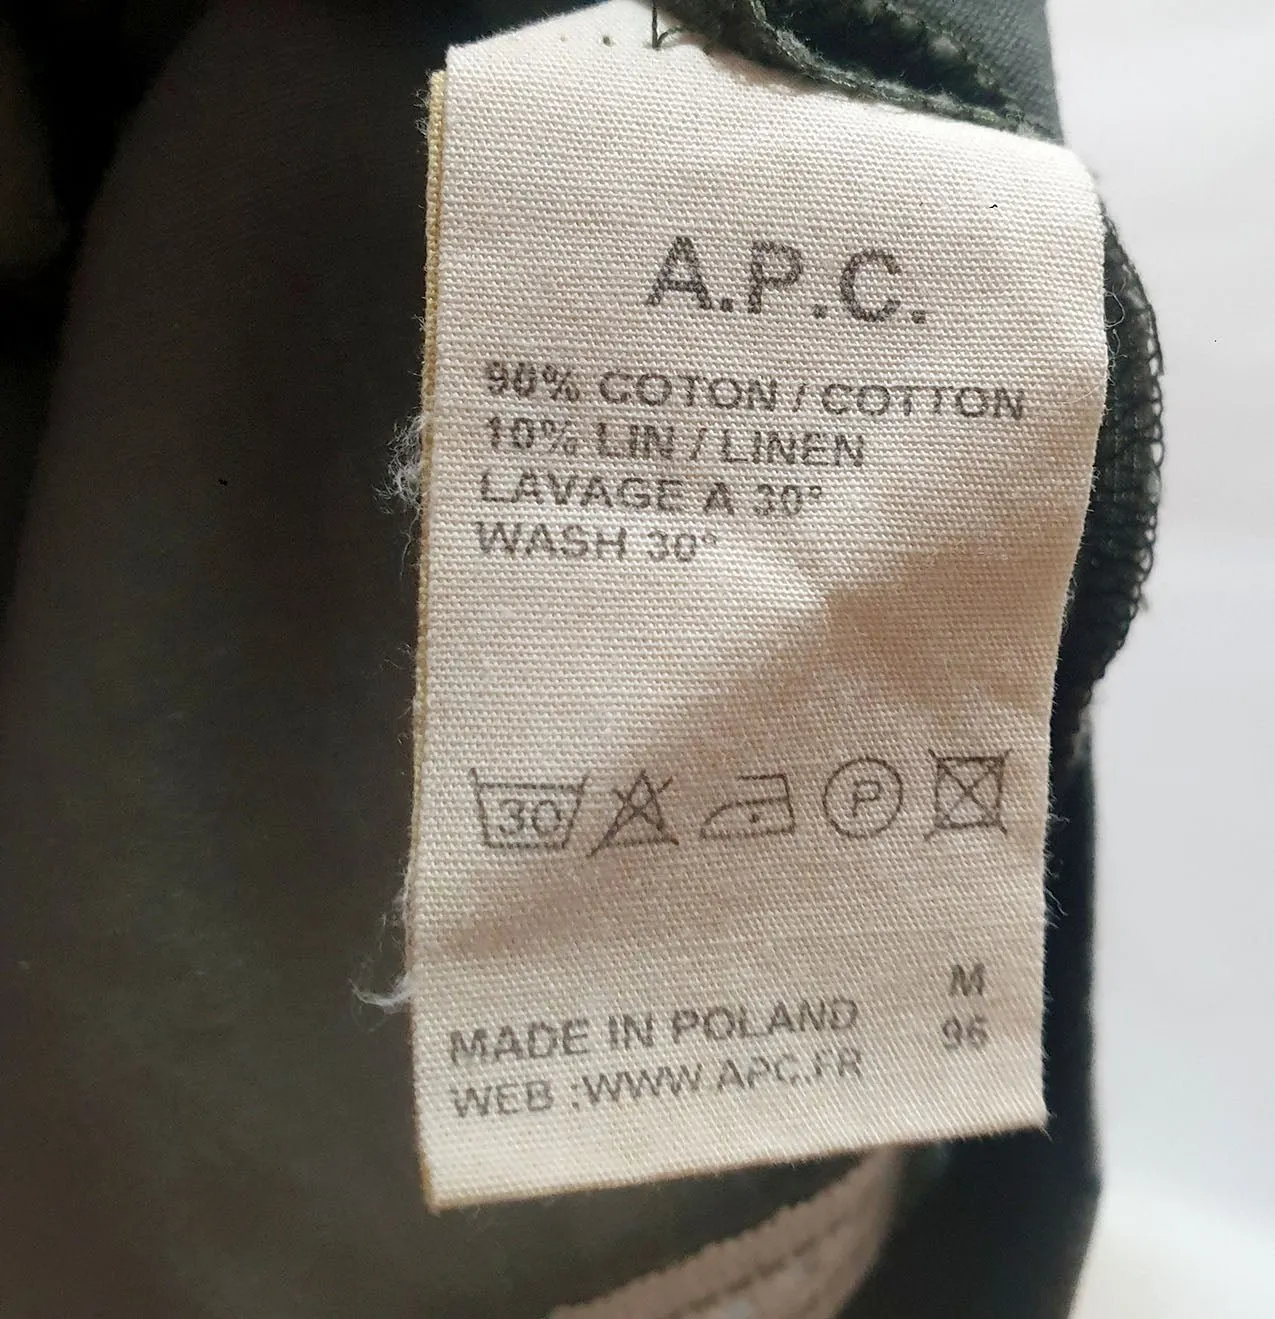 A.P.C.
90% COTON / COTTON
10% LIN / LINEN
LAVAGE A 30°
WASH 30°
30 P
M
MADE IN POLAND 96
WEB :WWW.APC.FR